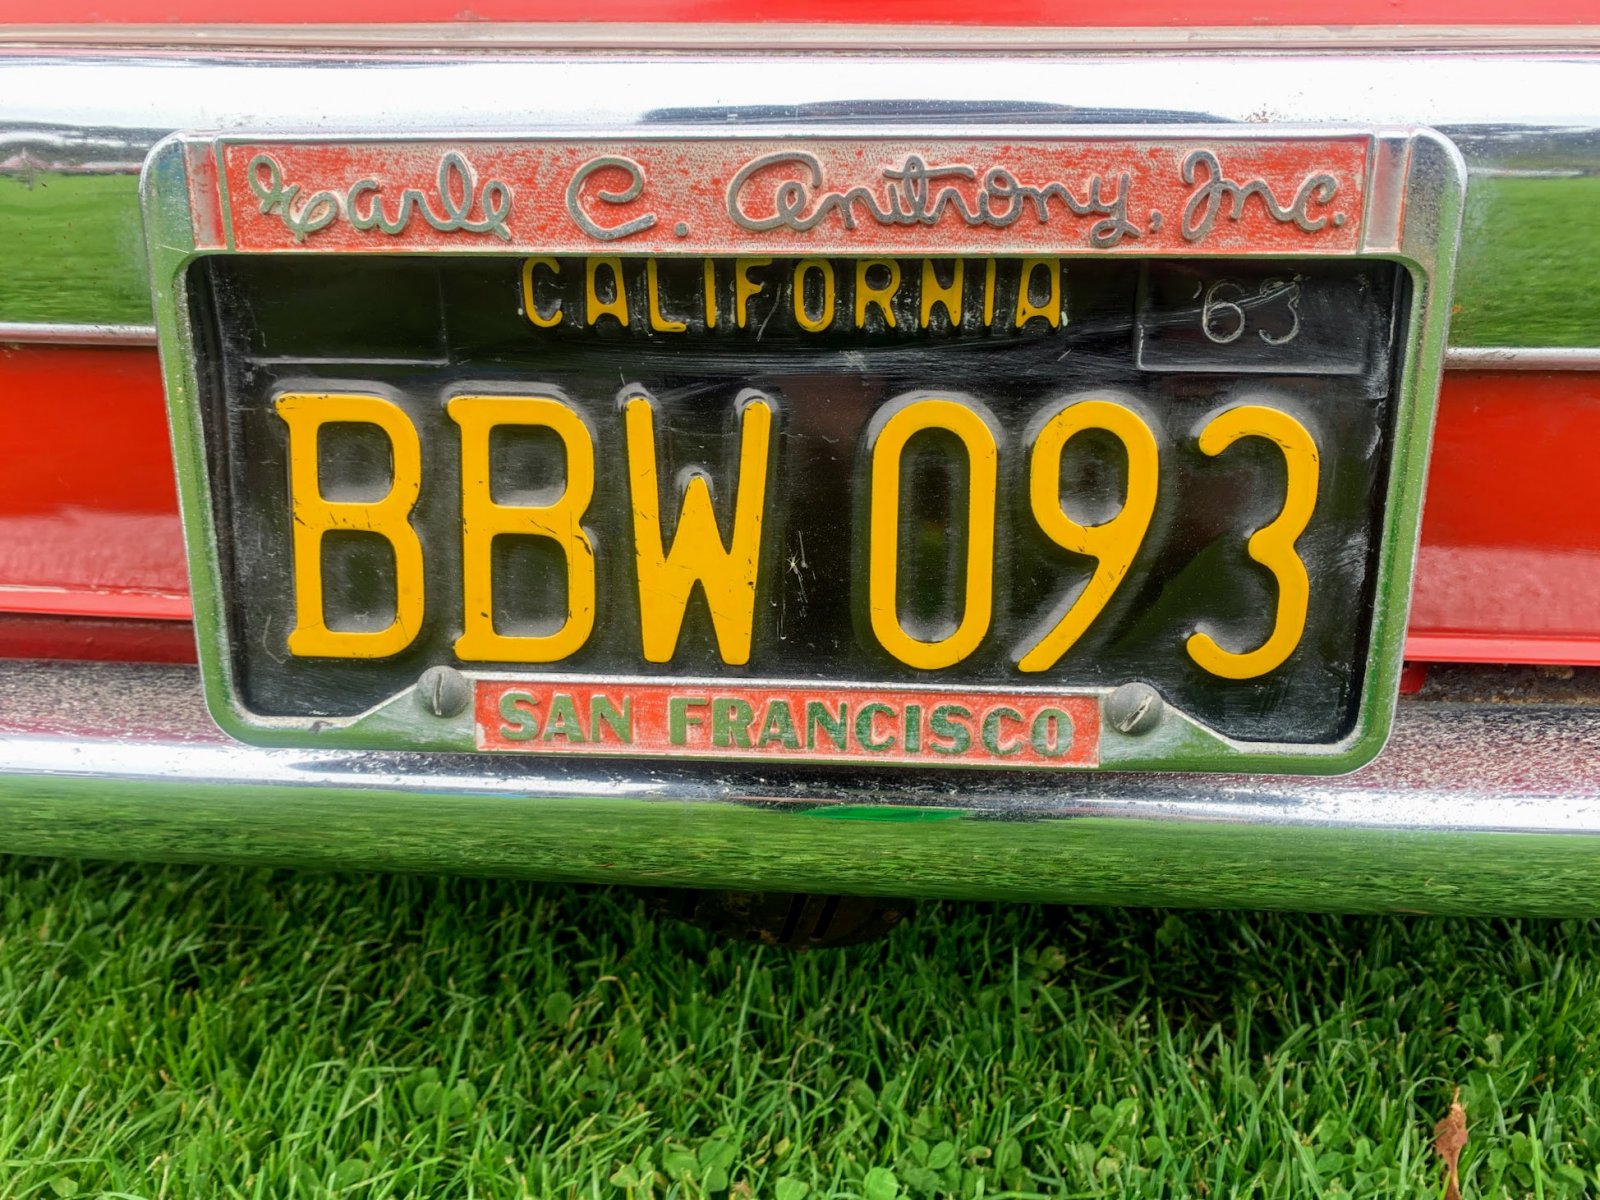 Earle C. Anthony, Inc.
CALIFORNIA '63
BBW 093
SAN FRANCISCO